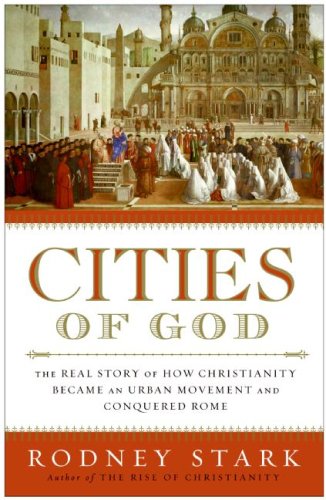 CITIES
OF GOD
THE REAL STORY OF HOW CHRISTIANITY
BECAME AN URBAN MOVEMENT AND
CONQUERED ROME
RODNEY STARK
Author of THE RISE OF CHRISTIANITY